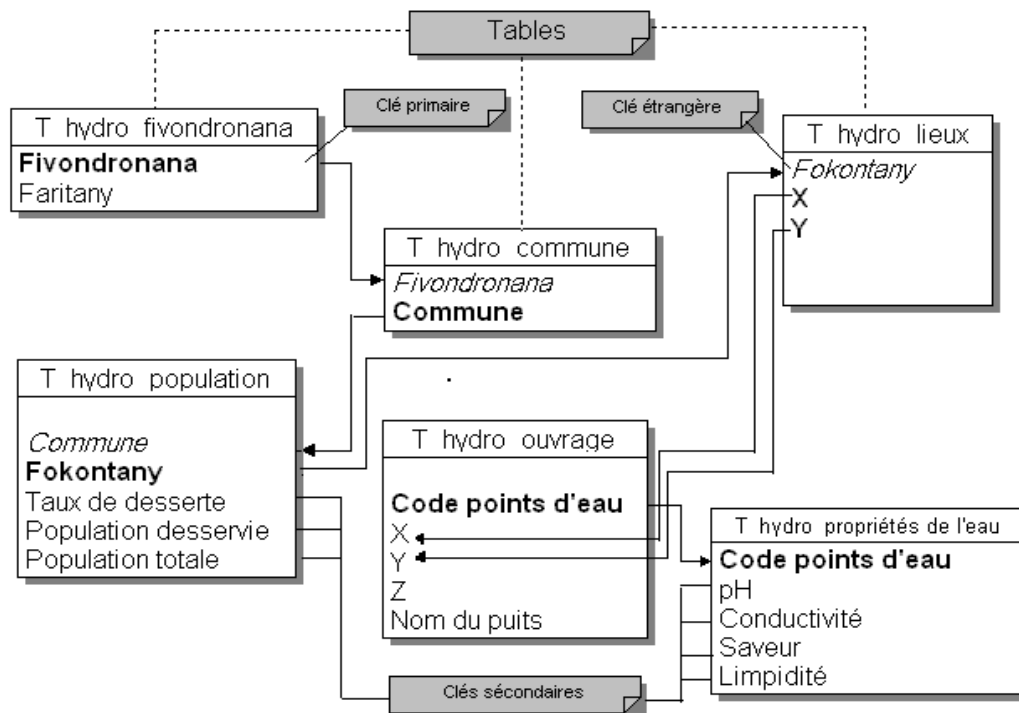 Tables
Clé primaire
Clé étrangère
T hydro fivondronana
Fivondronana
Faritany
T hydro lieux
Fokontany
X
Y
T hydro commune
Fivondronana
Commune
T hydro population
Commune
Fokontany
Taux de desserte
Population desservie
Population totale
T hydro ouvrage
Code points d'eau
X
Y
Z
Nom du puits
T hydro propriétés de l'eau
Code points d'eau
pH
Conductivité
Saveur
Limpidité
Clés sécondaires